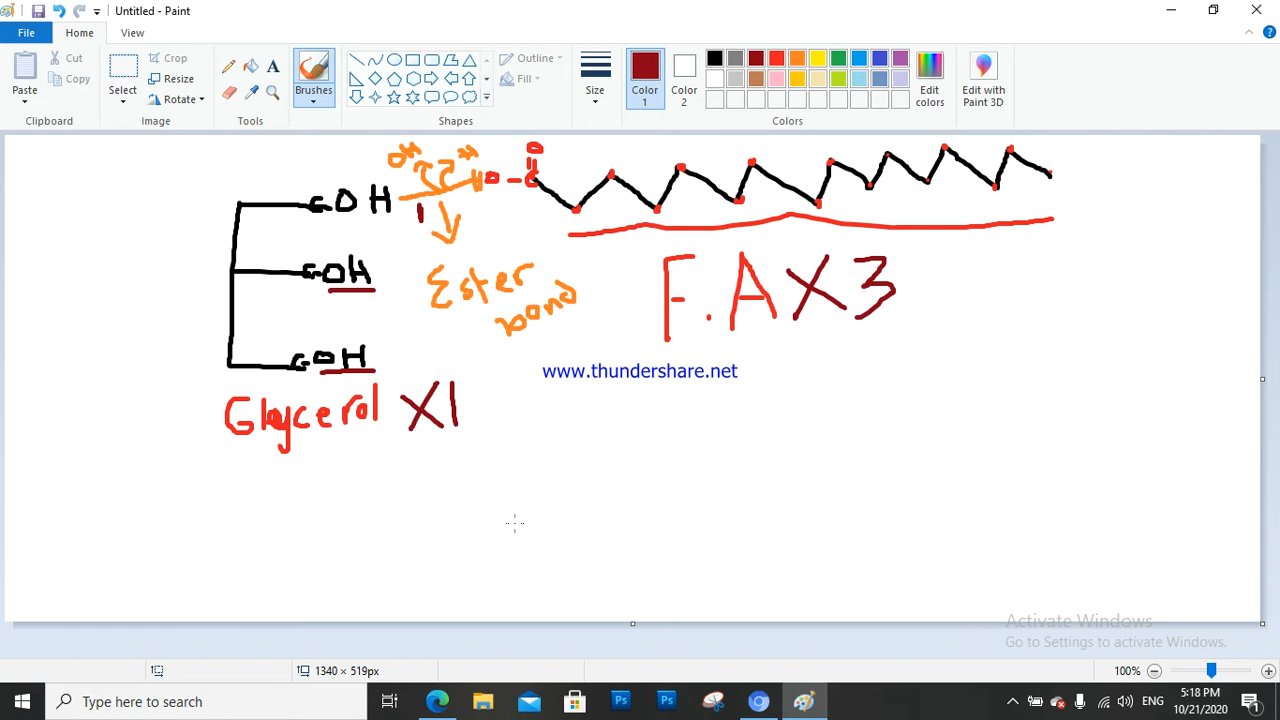 Untitled - Paint
File
Home
View
Paste
Cut
Copy
Clipboard
Select
Crop
Resize
Rotate
Image
Tools
Brushes
Shapes
Outline
Fill
Size
Color 1
Color 2
Edit colors
Edit with Paint 3D
Colors
OH
H
O
O - C
COH
H
1
COH
Ester bond
F.A X 3
COH
www.thundershare.net
Glycerol X1
Activate Windows
Go to Settings to activate Windows.
1340 × 519px
100%
Type here to search
ENG
5:18 PM
10/21/2020